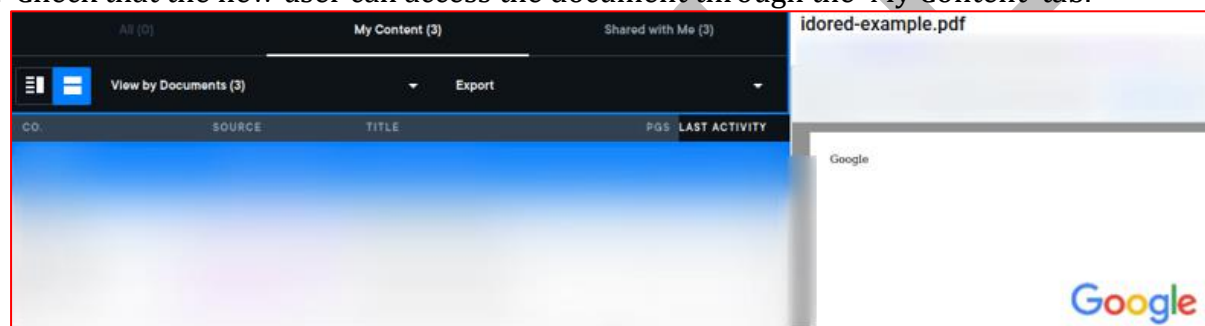 Check that the new user can access the document through the 'My Content' tab.
All (0) My Content (3) Shared with Me (3)
idored-example.pdf
View by Documents (3) Export
CO. SOURCE TITLE PGS LAST ACTIVITY
Google
Google